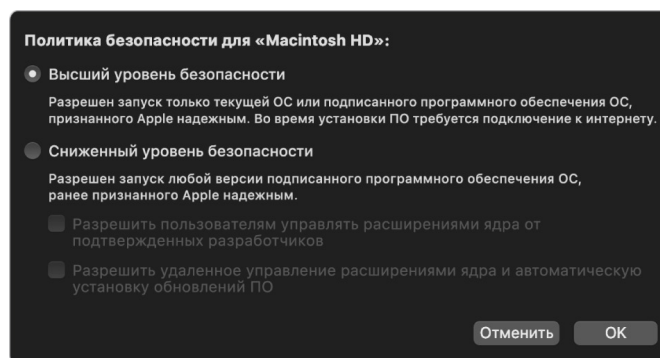 Политика безопасности для «Macintosh HD»:
Высший уровень безопасности
Разрешен запуск только текущей ОС или подписанного программного обеспечения ОС,
признанного Apple надежным. Во время установки ПО требуется подключение к интернету.
Сниженный уровень безопасности
Разрешен запуск любой версии подписанного программного обеспечения ОС,
ранее признанного Apple надежным.
Разрешить пользователям управлять расширениями ядра от
подтвержденных разработчиков
Разрешить удаленное управление расширениями ядра и автоматическую
установку обновлений ПО
Отменить OK